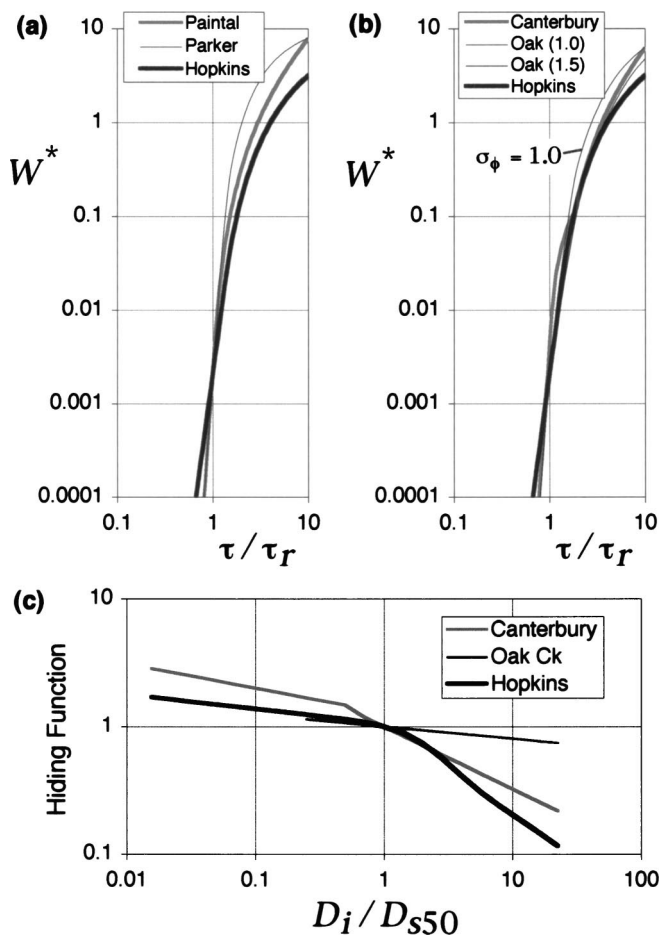 (a)
Paintal
Parker
Hopkins
10
1
0.1
0.01
0.001
0.0001
W*
0.1 1 10
τ/τr
(b)
Canterbury
Oak (1.0)
Oak (1.5)
Hopkins
10
1
0.1
0.01
0.001
0.0001
W*
σϕ = 1.0
0.1 1 10
τ/τr
(c)
Canterbury
Oak Ck
Hopkins
10
1
0.1
Hiding Function
0.01 0.1 1 10 100
Di/Ds50